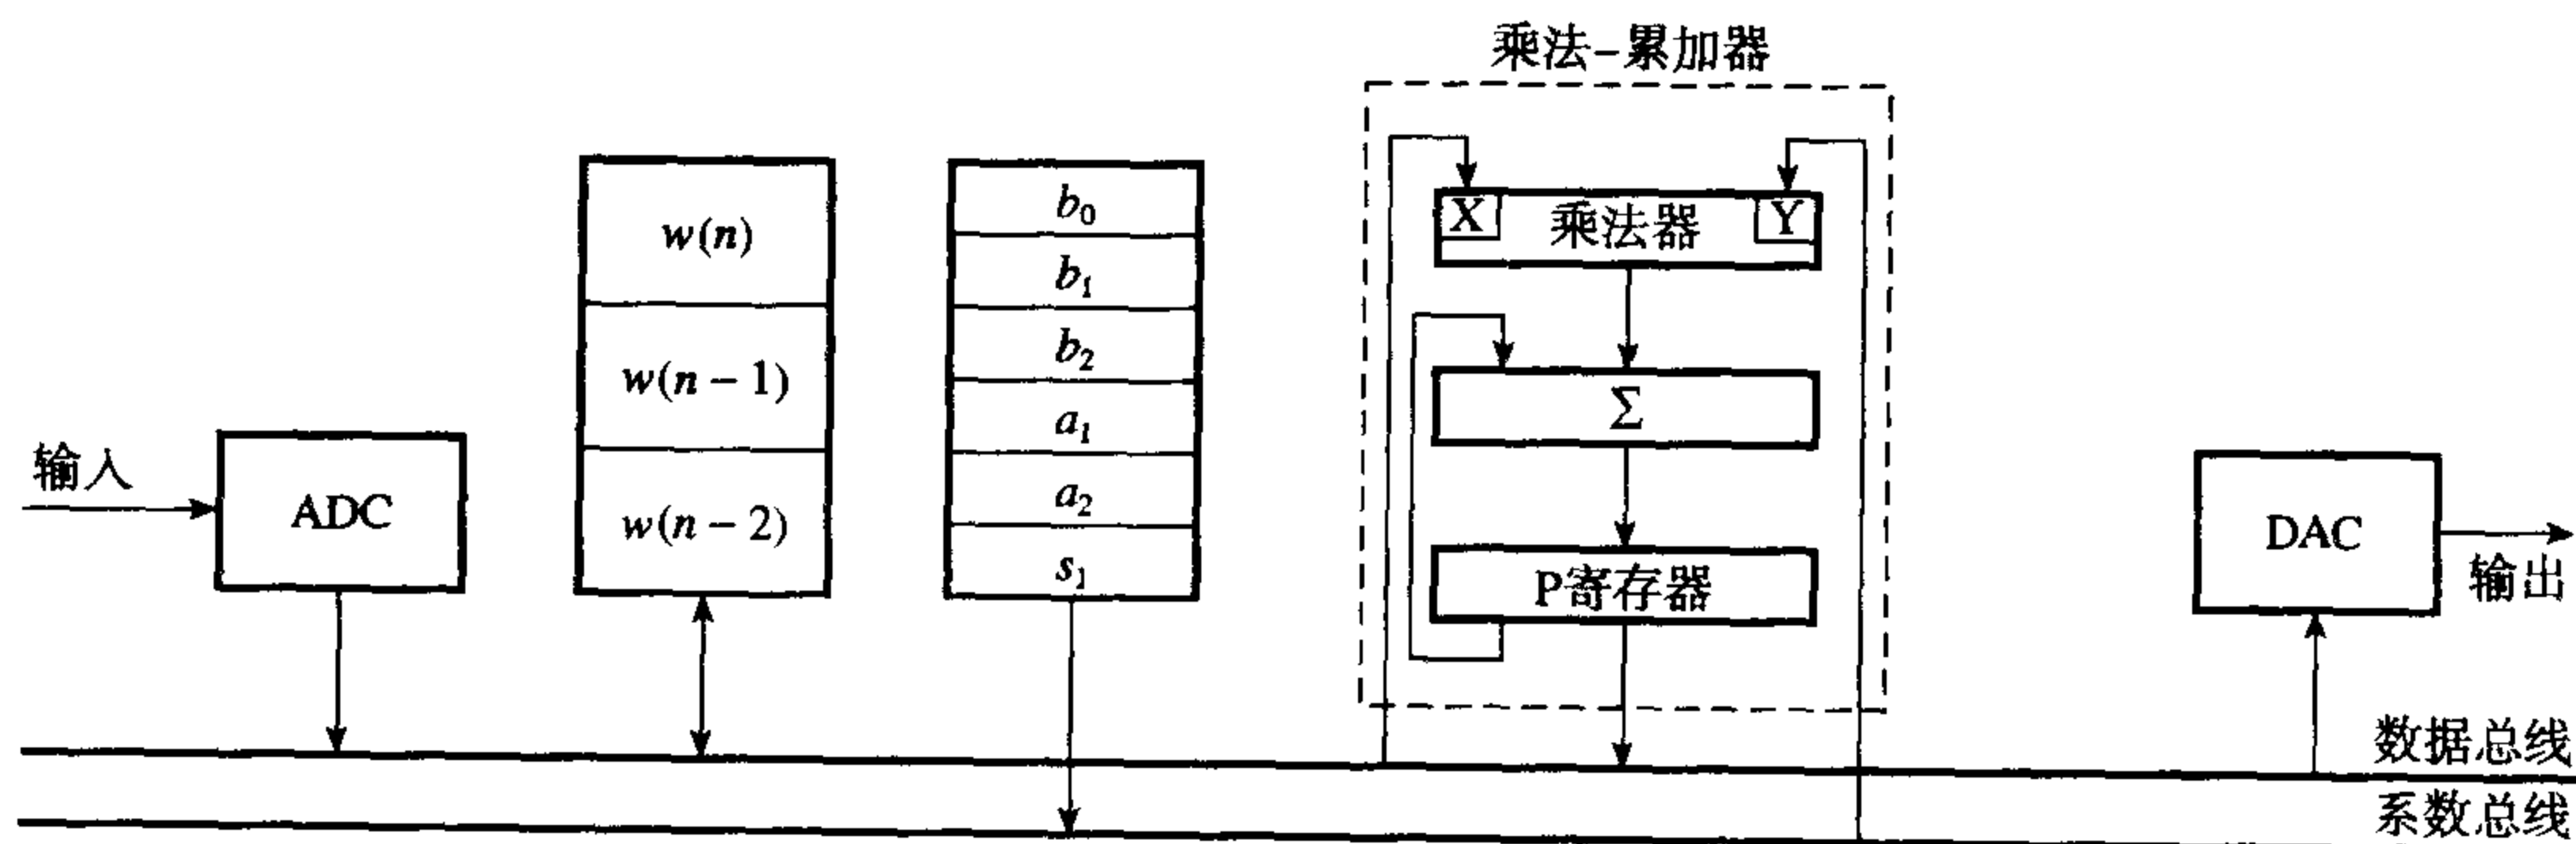 乘法-累加器
输入
ADC
w(n)
w(n − 1)
w(n − 2)
b₀
b₁
b₂
a₁
a₂
s₁
X
乘法器
Y
Σ
P寄存器
DAC
输出
数据总线
系数总线